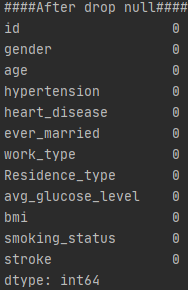 ####After drop null####
id 0
gender 0
age 0
hypertension 0
heart_disease 0
ever_married 0
work_type 0
Residence_type 0
avg_glucose_level 0
bmi 0
smoking_status 0
stroke 0
dtype: int64